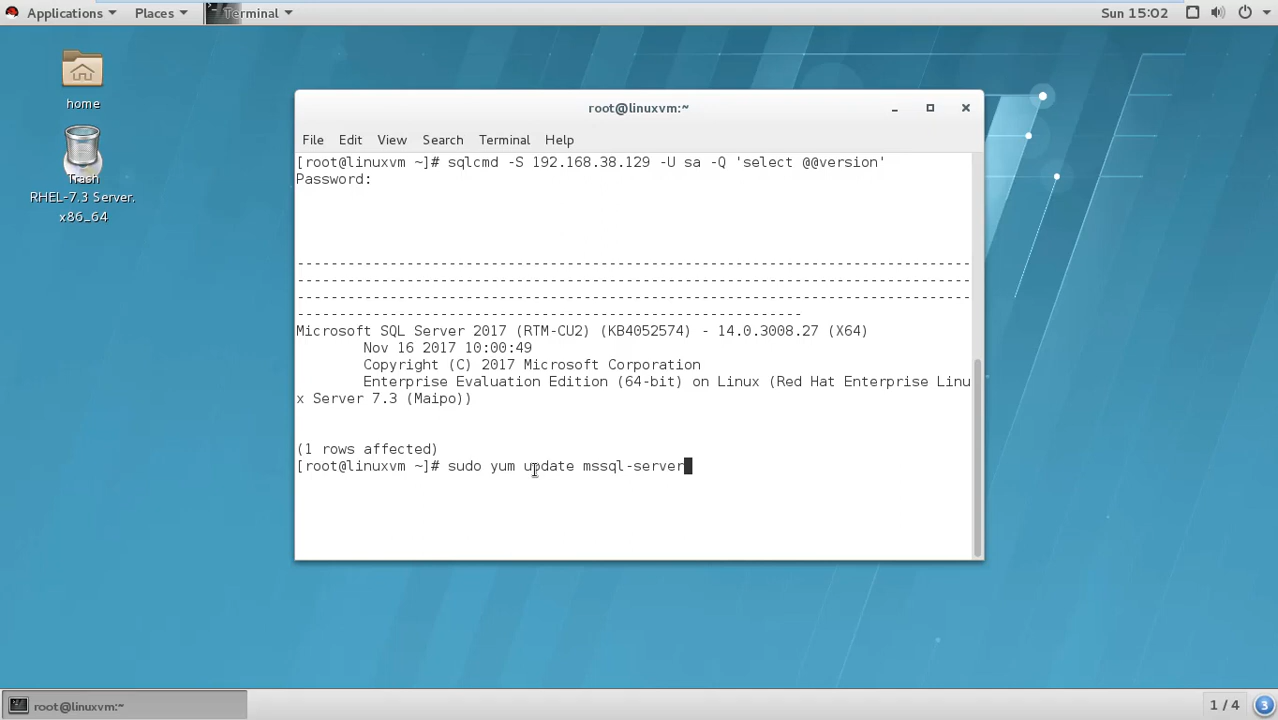 Applications Places Terminal Sun 15:02
home
Trash
RHEL-7.3 Server.
x86_64
root@linuxvm:~
File Edit View Search Terminal Help
[root@linuxvm ~]# sqlcmd -S 192.168.38.129 -U sa -Q 'select @@version'
Password:
--------------------------------------------------------------------------------
--------------------------------------------------------------------------------
--------------------------------------------------------------------------------
------------------------------------------------------------
Microsoft SQL Server 2017 (RTM-CU2) (KB4052574) - 14.0.3008.27 (X64)
Nov 16 2017 10:00:49
Copyright (C) 2017 Microsoft Corporation
Enterprise Evaluation Edition (64-bit) on Linux (Red Hat Enterprise Linu
x Server 7.3 (Maipo))
(1 rows affected)
[root@linuxvm ~]# sudo yum update mssql-server
root@linuxvm:~ 1 / 4 3